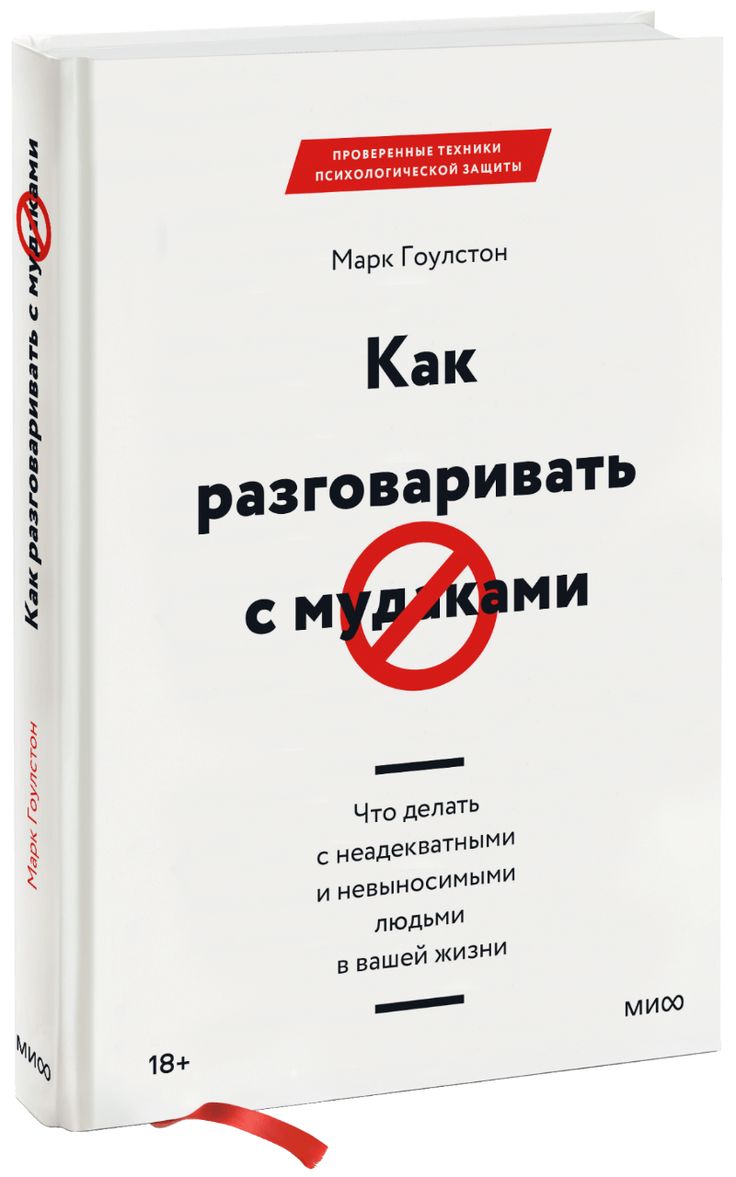 ПРОВЕРЕННЫЕ ТЕХНИКИ
ПСИХОЛОГИЧЕСКОЙ ЗАЩИТЫ
Марк Гоулстон
Как
разговаривать
с мудаками
Что делать
с неадекватными
и невыносимыми
людьми
в вашей жизни
МИФ
18+
Как разговаривать с мудаками
Марк Гоулстон
МИФ